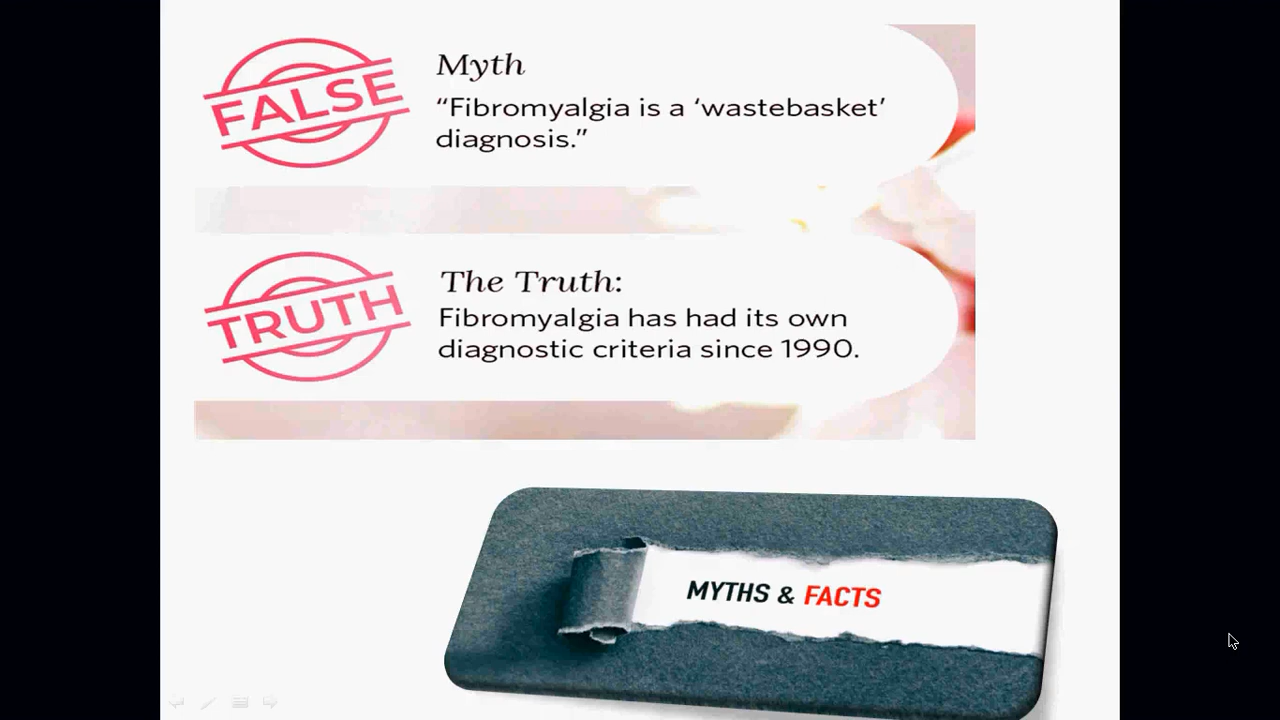 FALSE
Myth
“Fibromyalgia is a ‘wastebasket’
diagnosis.”
TRUTH
The Truth:
Fibromyalgia has had its own
diagnostic criteria since 1990.
MYTHS & FACTS